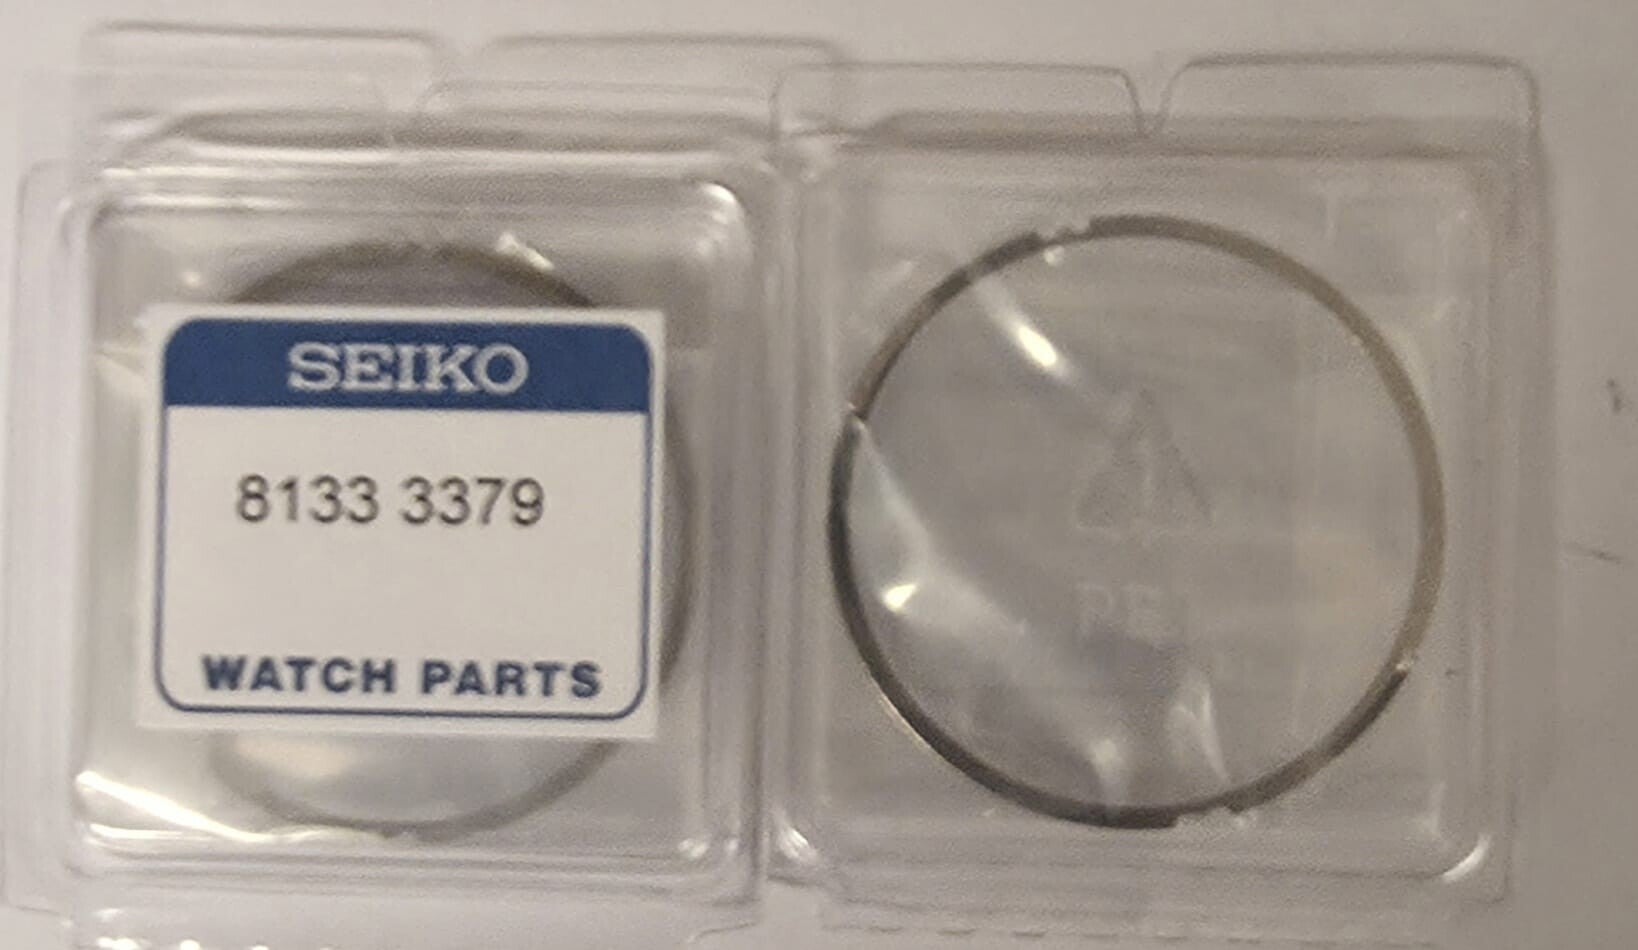 SEIKO
8133 3379
WATCH PARTS